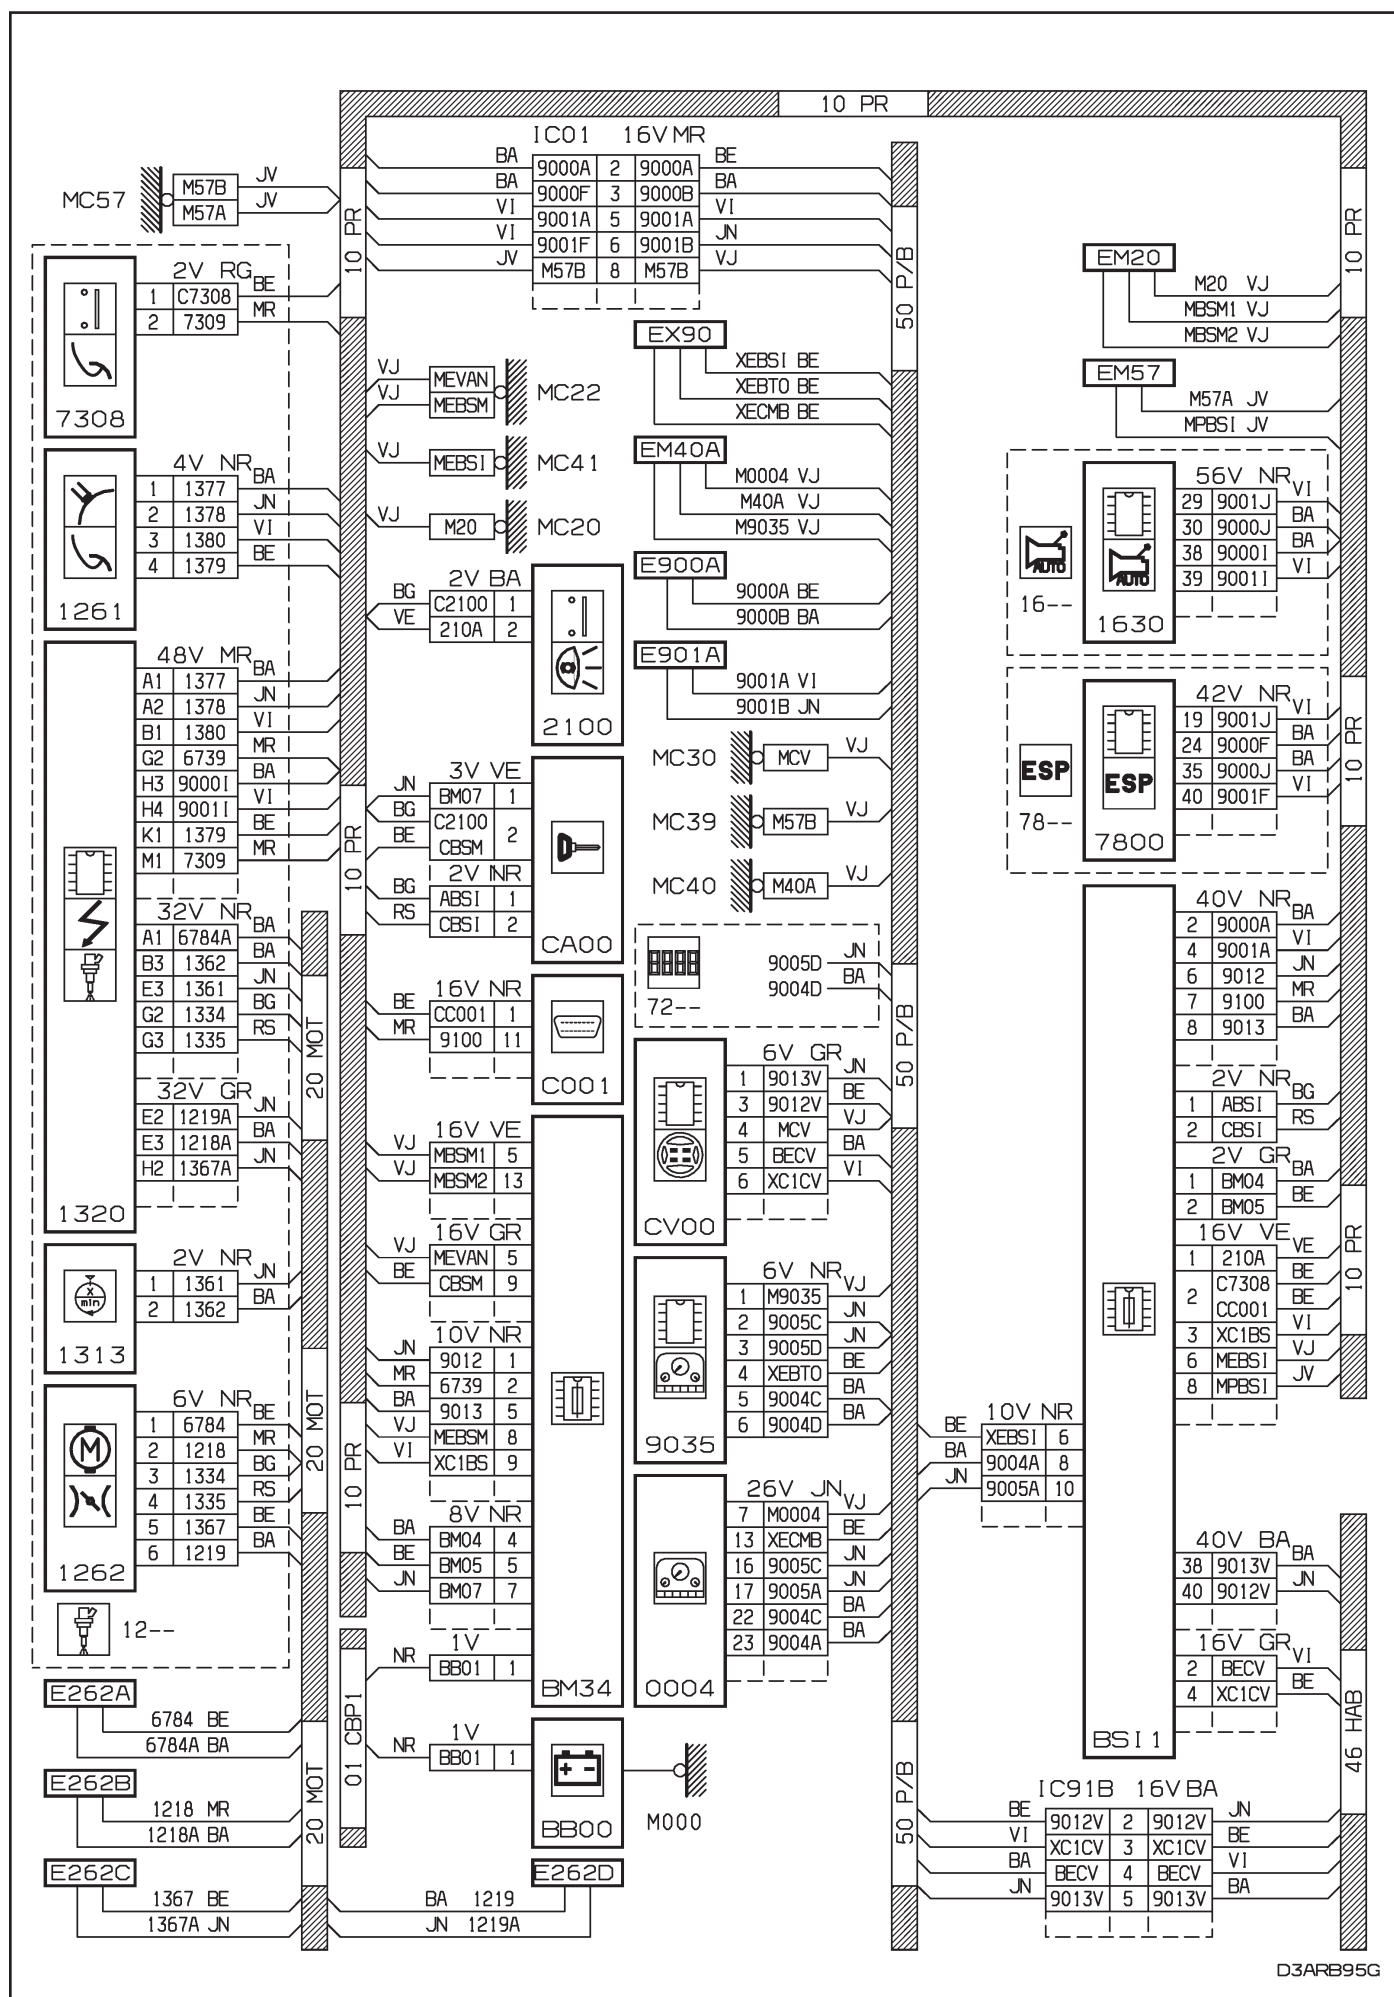 10 PR
IC01 16V MR
BA 9000A 2 9000A BE
BA 9000F 3 9000B BA
VI 9001A 5 9001A VI
VI 9001F 6 9001B JN
JV M57B 8 M57B VJ
MC57
M57B JV
M57A JV
10 PR
50 P/B
10 PR
7308
2V RG
1 C7308 BE
2 7309 MR
1261
4V NR
1 1377 BA
2 1378 JN
3 1380 VI
4 1379 BE
1320
48V MR
A1 1377 BA
A2 1378 JN
B1 1380 VI
G2 6739 MR
H3 9000I BA
H4 9001I VI
K1 1379 BE
M1 7309 MR
32V NR
A1 6784A BA
B3 1362 BA
E3 1361 JN
G2 1334 BG
G3 1335 RS
32V GR
E2 1219A JN
E3 1218A BA
H2 1367A JN
20 MOT
1313
2V NR
1 1361 JN
2 1362 BA
X
min
1262
M
6V NR
1 6784 BE
2 1218 MR
3 1334 BG
4 1335 RS
5 1367 BE
6 1219 BA
20 MOT
12--
E262A
6784 BE
6784A BA
E262B
1218 MR
1218A BA
E262C
1367 BE
1367A JN
20 MOT
VJ MEVAN
VJ MEBSM
MC22
VJ MEBSI
MC41
VJ M20
MC20
2V BA
BG C2100 1
VE 210A 2
2100
3V VE
JN BM07 1
BG C2100
BE CBSM
2
2V NR
BG ABSI 1
RS CBSI 2
CA00
10 PR
16V NR
BE CC001 1
MR 9100 11
C001
16V VE
VJ MBSM1 5
VJ MBSM2 13
16V GR
VJ MEVAN 5
BE CBSM 9
10V NR
JN 9012 1
MR 6739 2
BA 9013 5
VJ MEBSM 8
VI XC1BS 9
8V NR
BA BM04 4
BE BM05 5
JN BM07 7
1V
NR BB01 1
BM34
10 PR
01 CBP1
1V
NR BB01 1
BB00
M000
E262D
BA 1219
JN 1219A
EX90
XEBSI BE
XEBTO BE
XECMB BE
EM40A
M0004 VJ
M40A VJ
M9035 VJ
E900A
9000A BE
9000B BA
E901A
9001A VI
9001B JN
MC30 MCV VJ
MC39 M57B VJ
MC40 M40A VJ
72--
9005D JN
9004D BA
50 P/B
CV00
6V GR
1 9013V JN
3 9012V BE
4 MCV VJ
5 BECV BA
6 XC1CV VI
9035
6V NR
1 M9035 VJ
2 9005C JN
3 9005D JN
4 XEBTO BE
5 9004C BA
6 9004D BA
0004
26V JN
7 M0004 VJ
13 XECMB BE
16 9005C JN
17 9005A JN
22 9004C BA
23 9004A BA
50 P/B
EM20
M20 VJ
MBSM1 VJ
MBSM2 VJ
EM57
M57A JV
MPBSI JV
AUTO
16--
AUTO
1630
56V NR
29 9001J VI
30 9000J BA
38 9000I BA
39 9001I VI
ESP
78--
ESP
7800
42V NR
19 9001J VI
24 9000F BA
35 9000J BA
40 9001F VI
10 PR
40V NR
2 9000A BA
4 9001A VI
6 9012 JN
7 9100 MR
8 9013 BA
2V NR
1 ABSI BG
2 CBSI RS
2V GR
1 BM04 BA
2 BM05 BE
16V VE
1 210A VE
2
C7308 BE
CC001 BE
3 XC1BS VI
6 MEBSI VJ
8 MPBSI JV
10 PR
10V NR
BE XEBSI 6
BA 9004A 8
JN 9005A 10
40V BA
38 9013V BA
40 9012V JN
16V GR
2 BECV VI
4 XC1CV BE
BSI1
46 HAB
IC91B 16V BA
BE 9012V 2 9012V JN
VI XC1CV 3 XC1CV BE
BA BECV 4 BECV VI
JN 9013V 5 9013V BA
D3ARB95G